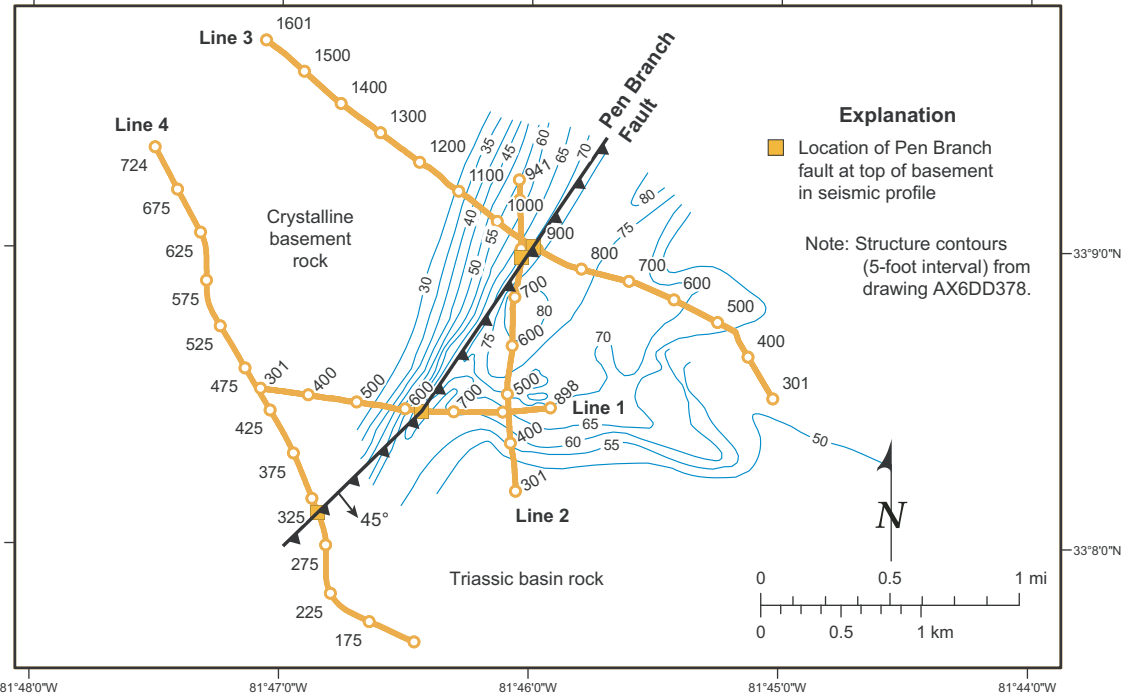 1601
Line 3
1500
1400
1300
1200
1100
1000
941
900
800
700
600
500
400
301
Line 4
724
675
625
575
525
475
425
375
325
275
225
175
301
400
500
600
700
898
Line 1
700
600
500
400
301
Line 2
Pen Branch
Fault
35
45
60
65
70
40
55
50
30
75
80
80
75
70
65
60
55
50
45°
Crystalline
basement
rock
Triassic basin rock
Explanation
Location of Pen Branch
fault at top of basement
in seismic profile
Note: Structure contours
(5-foot interval) from
drawing AX6DD378.
N
0 0.5 1 mi
0 0.5 1 km
33°9'0"N
33°8'0"N
81°48'0"W 81°47'0"W 81°46'0"W 81°45'0"W 81°44'0"W